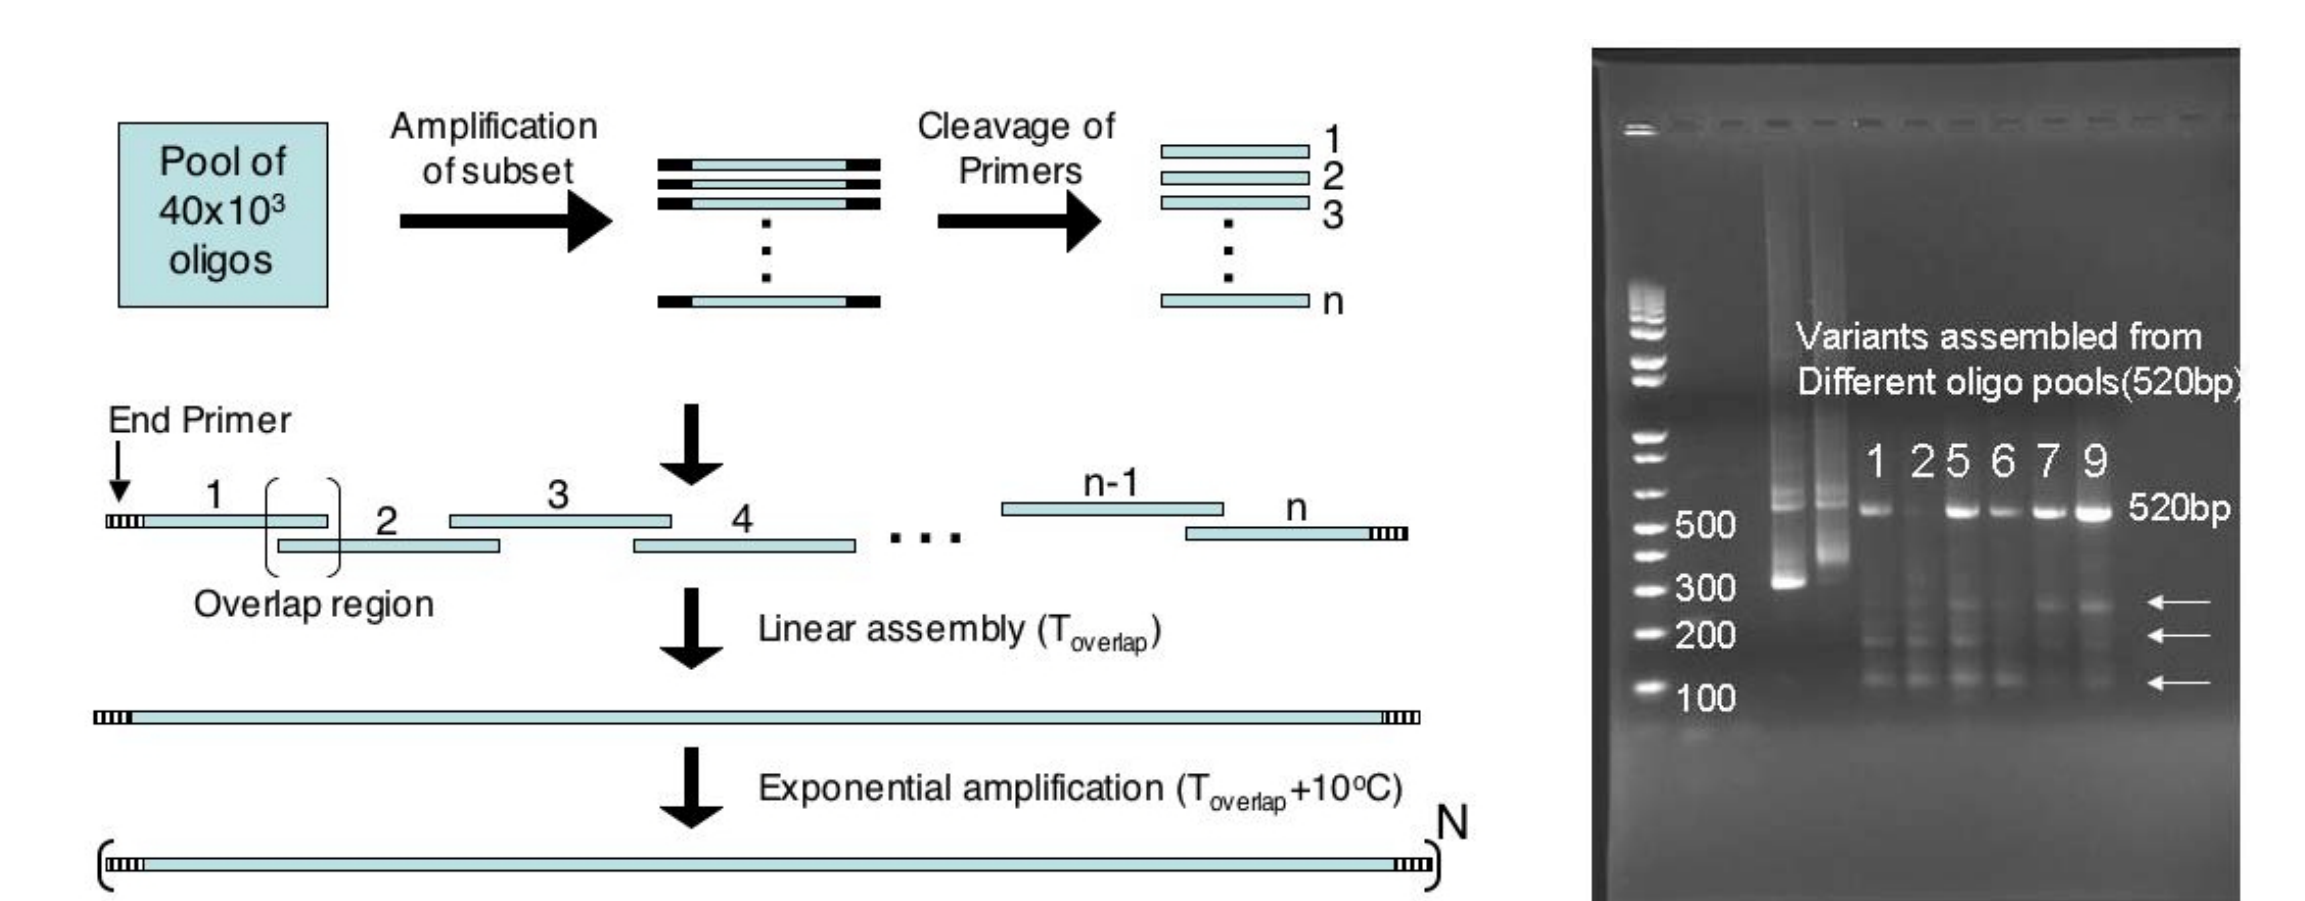 Pool of
40x10³
oligos
Amplification
of subset
Cleavage of
Primers
1
2
3
n
End Primer
1
2
3
4
n-1
n
Overlap region
Linear assembly (Toverlap)
Exponential amplification (Toverlap+10ºC)
N
Variants assembled from
Different oligo pools(520bp)
1 2 5 6 7 9
520bp
500
300
200
100